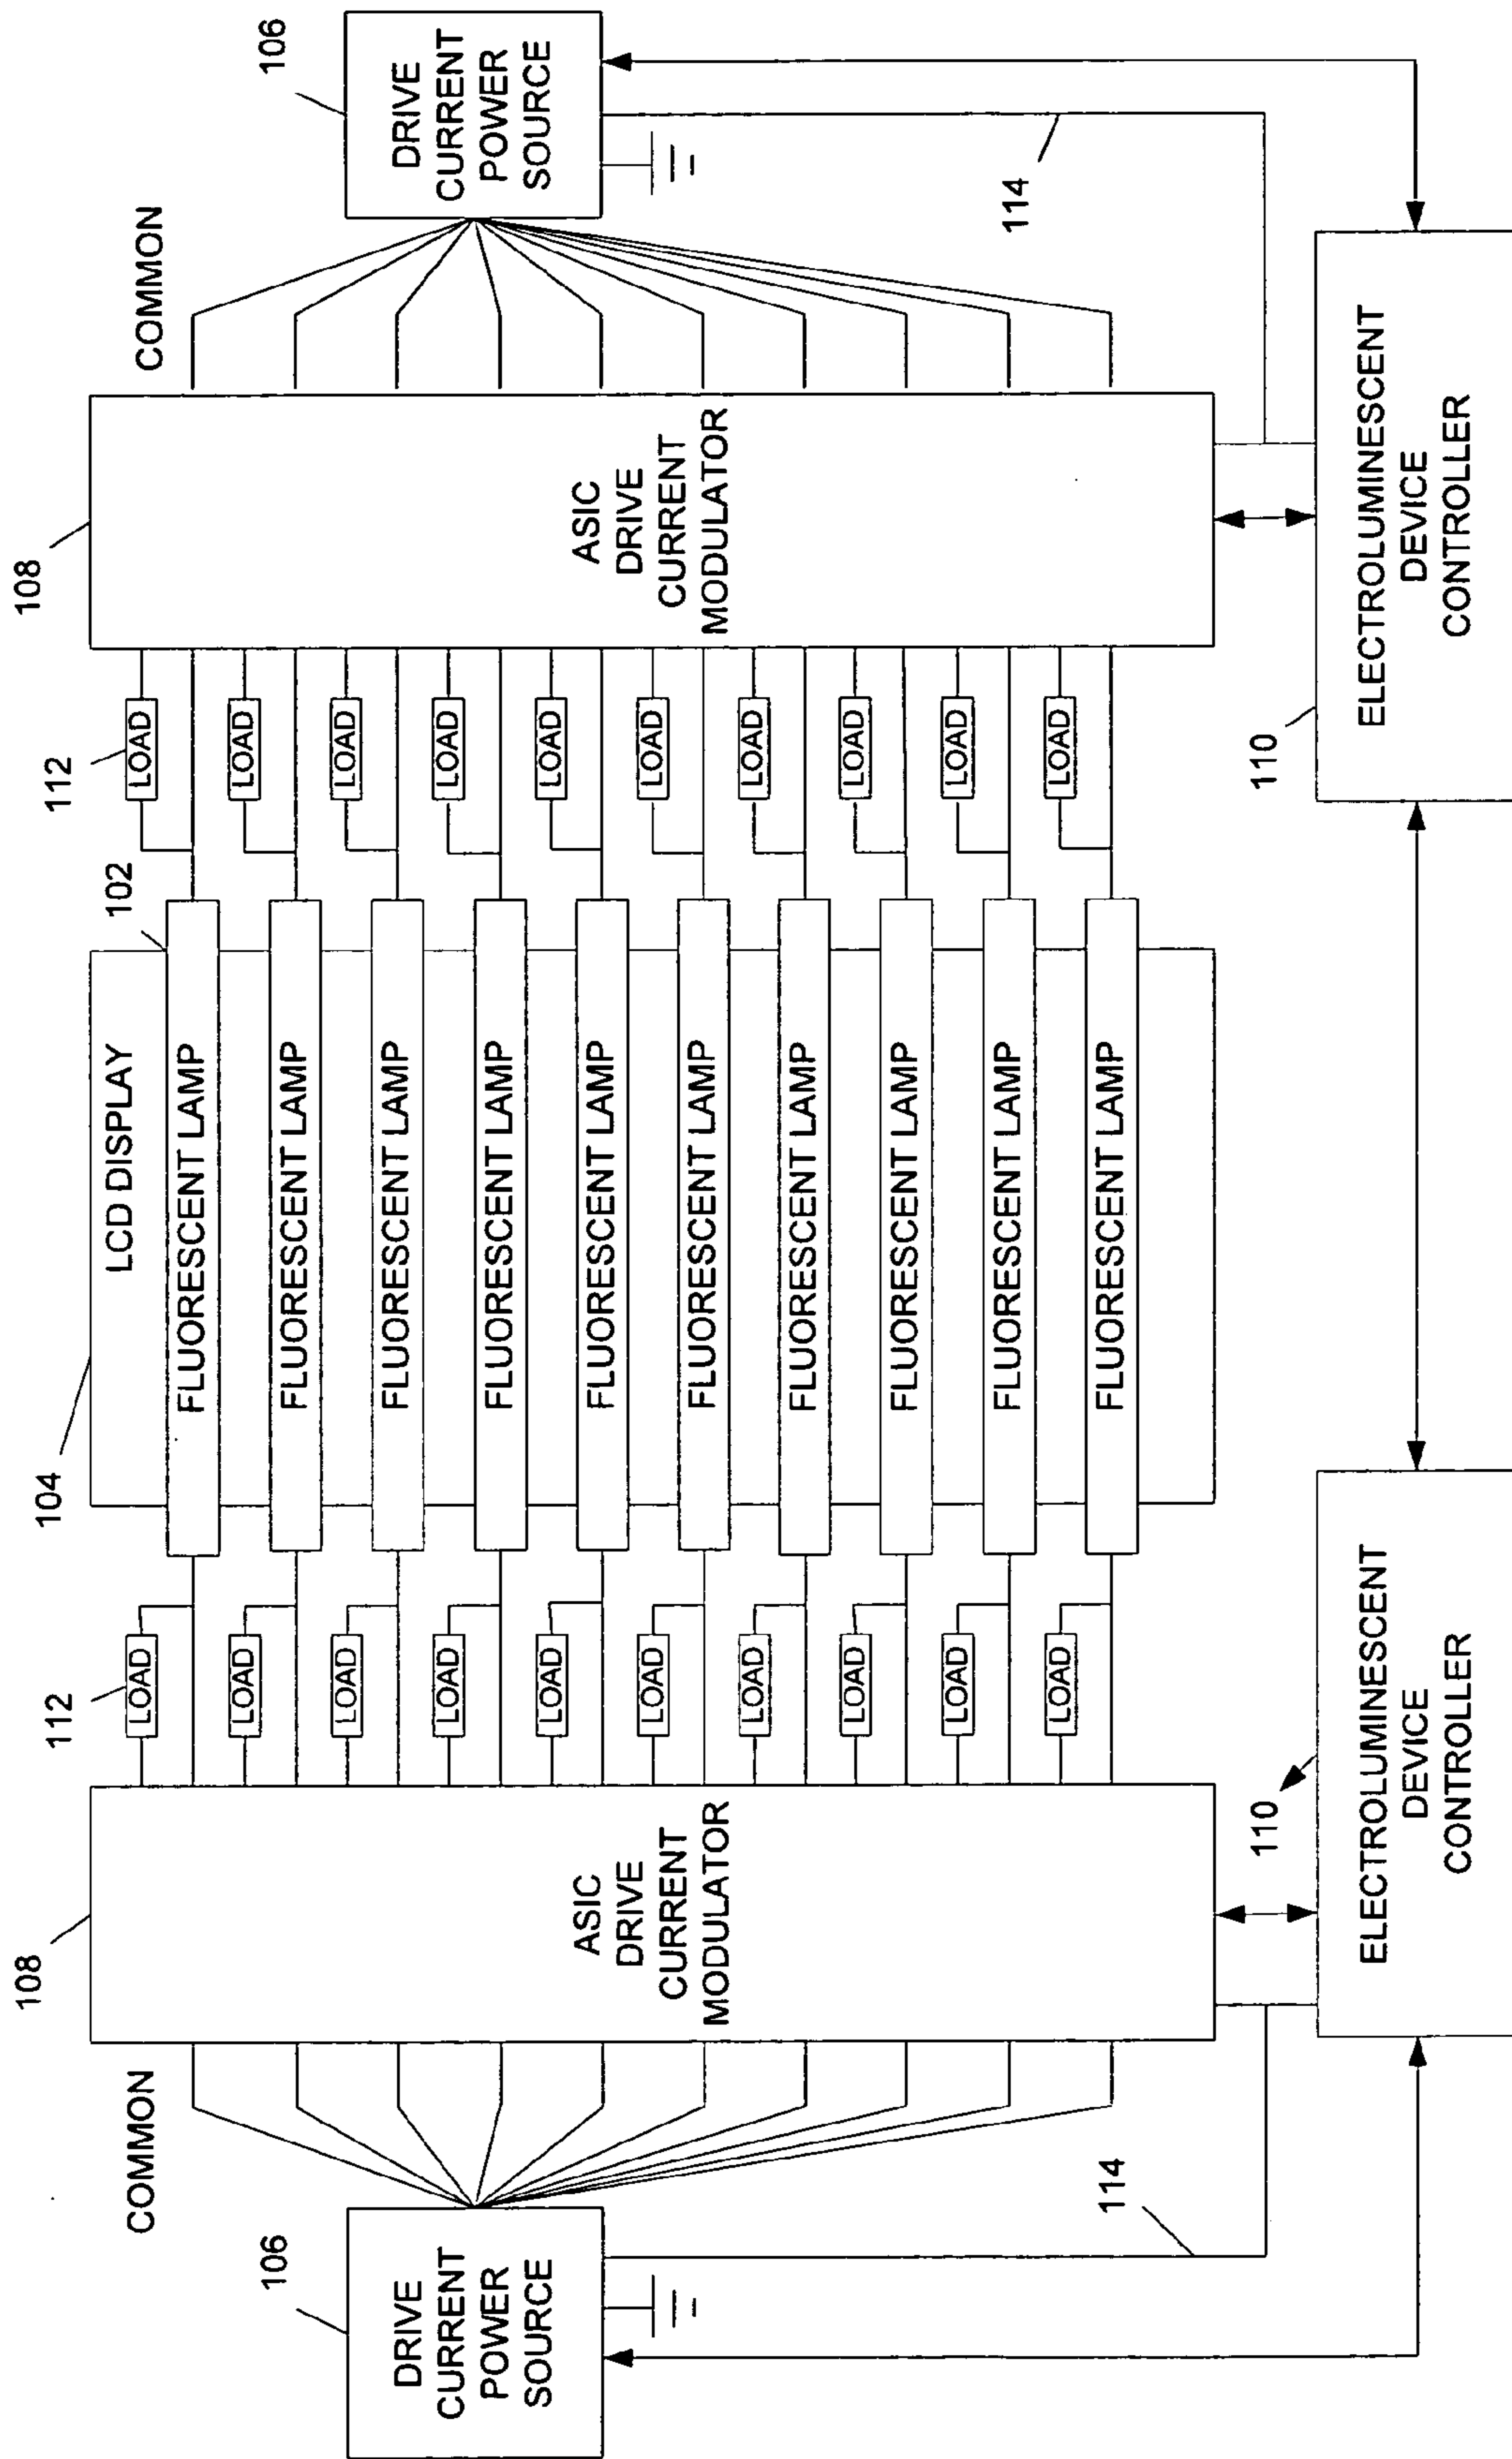 106
DRIVE
CURRENT
POWER
SOURCE
COMMON
108
ASIC
DRIVE
CURRENT
MODULATOR
112
LOAD
LOAD
LOAD
LOAD
LOAD
LOAD
LOAD
LOAD
LOAD
LOAD
104
LCD DISPLAY
102
FLUORESCENT LAMP
FLUORESCENT LAMP
FLUORESCENT LAMP
FLUORESCENT LAMP
FLUORESCENT LAMP
FLUORESCENT LAMP
FLUORESCENT LAMP
FLUORESCENT LAMP
FLUORESCENT LAMP
FLUORESCENT LAMP
112
LOAD
LOAD
LOAD
LOAD
LOAD
LOAD
LOAD
LOAD
LOAD
LOAD
108
ASIC
DRIVE
CURRENT
MODULATOR
COMMON
106
DRIVE
CURRENT
POWER
SOURCE
114
110
ELECTROLUMINESCENT
DEVICE
CONTROLLER
110
ELECTROLUMINESCENT
DEVICE
CONTROLLER
114